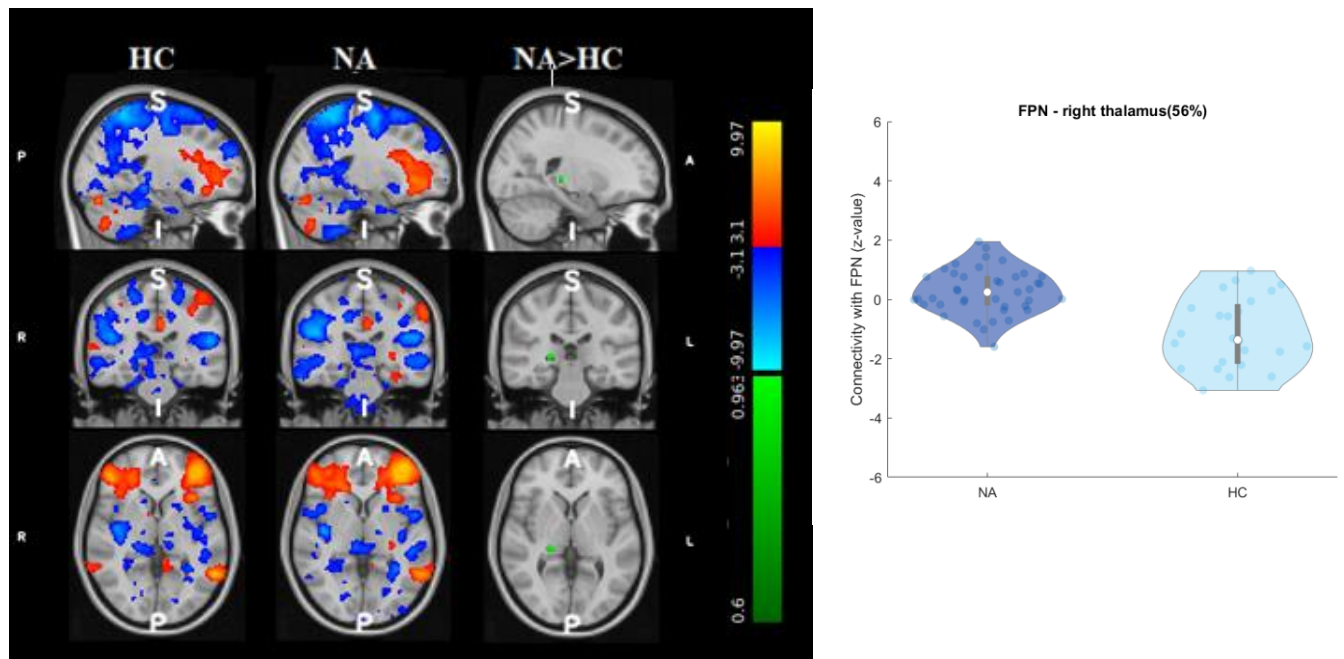 HC NA NA>HC
S S S
P A
I I I
S S S
R L
I I I
A A A
R L
P P P
9.97
3.1
-3.1
-9.97
0.963
0.6
FPN - right thalamus(56%)
Connectivity with FPN (z-value)
6
4
2
0
-2
-4
-6
NA HC